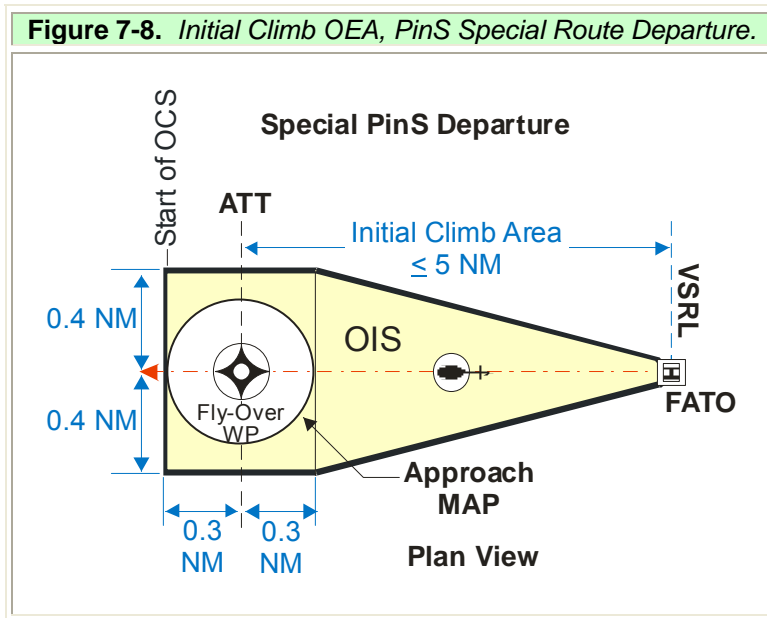 Figure 7-8. Initial Climb OEA, PinS Special Route Departure.
Start of OCS
Special PinS Departure
ATT
Initial Climb Area
≤ 5 NM
VSRL
0.4 NM
OIS
H
FATO
0.4 NM
Fly-Over
WP
Approach
MAP
0.3
NM
0.3
NM
Plan View